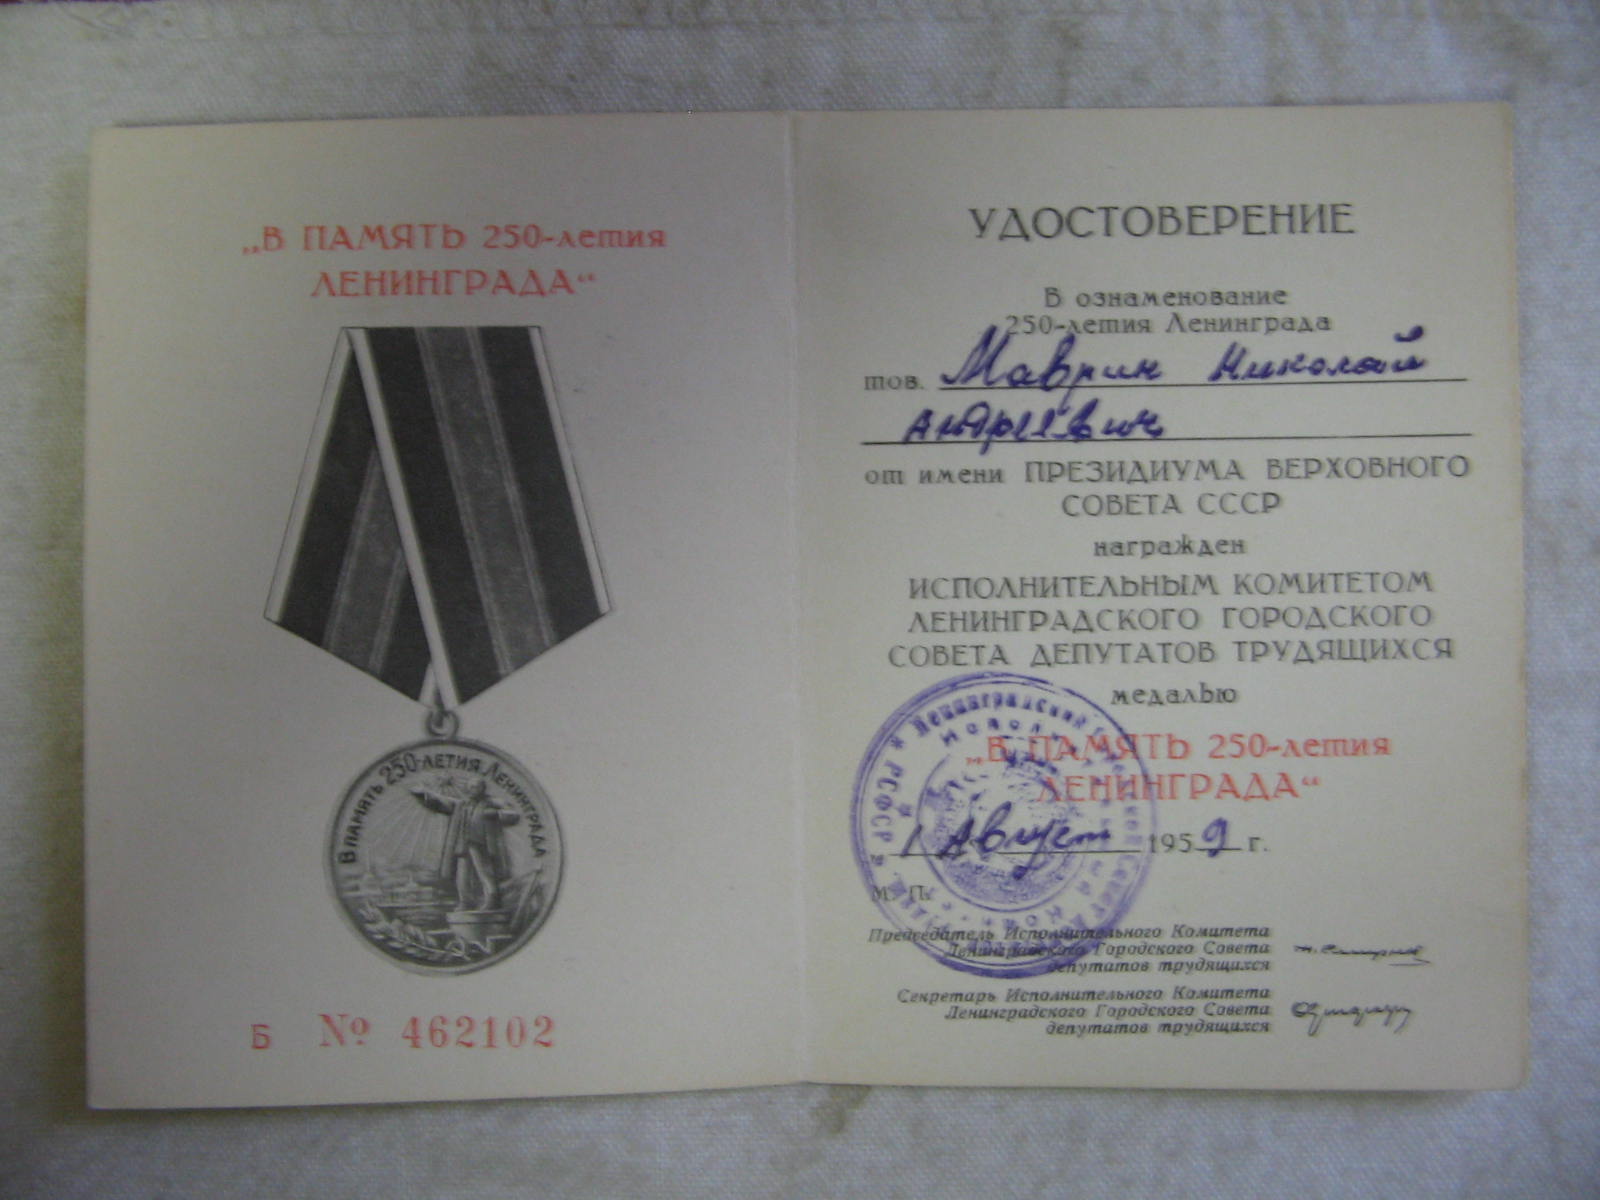 „В ПАМЯТЬ 250-летия
ЛЕНИНГРАДА“
В ПАМЯТЬ 250-ЛЕТИЯ ЛЕНИНГРАДА
Б № 462102
УДОСТОВЕРЕНИЕ
В ознаменование
250-летия Ленинграда
тов. Маврин Николай
Андреевич
от имени ПРЕЗИДИУМА ВЕРХОВНОГО
СОВЕТА СССР
награжден
ИСПОЛНИТЕЛЬНЫМ КОМИТЕТОМ
ЛЕНИНГРАДСКОГО ГОРОДСКОГО
СОВЕТА ДЕПУТАТОВ ТРУДЯЩИХСЯ
медалью
„В ПАМЯТЬ 250-летия
ЛЕНИНГРАДА“
1 Август 1959 г.
М. П.
Председатель Исполнительного Комитета
Ленинградского Городского Совета
депутатов трудящихся
Н. Смирнов
Секретарь Исполнительного Комитета
Ленинградского Городского Совета
депутатов трудящихся
РСФСР Ленинградский